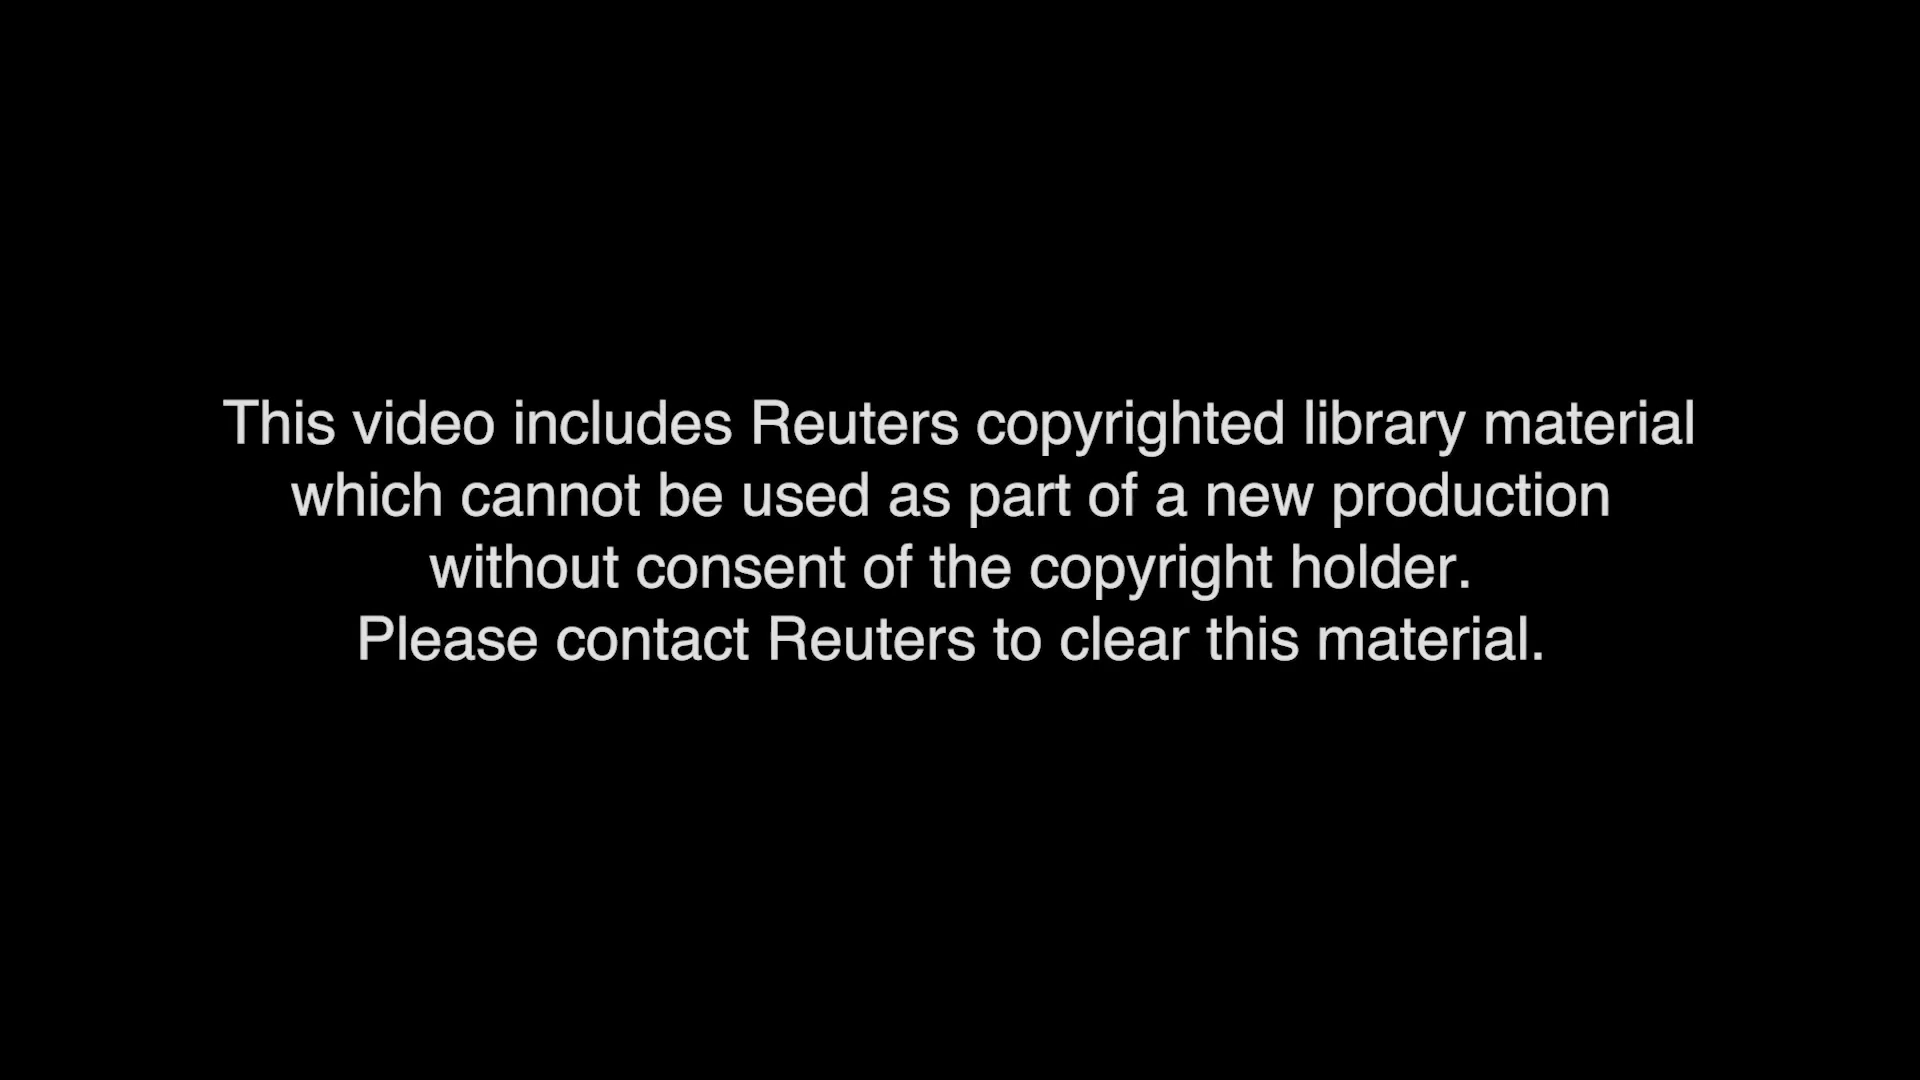 This video includes Reuters copyrighted library material
which cannot be used as part of a new production
without consent of the copyright holder.
Please contact Reuters to clear this material.